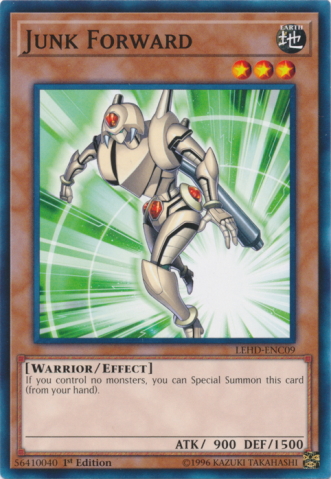 JUNK FORWARD
EARTH
地
LEHD-ENC09
[WARRIOR/EFFECT]
If you control no monsters, you can Special Summon this card
(from your hand).
ATK/ 900 DEF/1500
56410040 1st Edition ©1996 KAZUKI TAKAHASHI